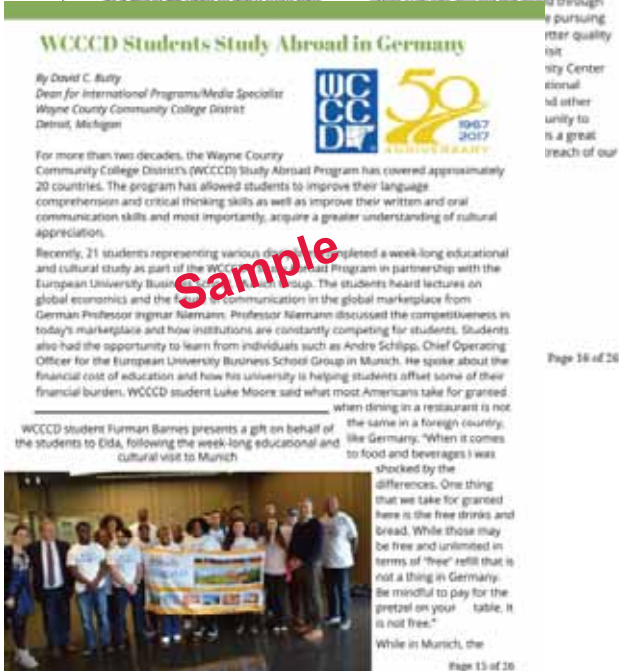 WCCCD Students Study Abroad in Germany
By David C. Butty
Dean for International Programs/Media Specialist
Wayne County Community College District
Detroit, Michigan
WC
CC
D
50
1967
2017
ANNIVERSARY
For more than two decades, the Wayne County
Community College District's (WCCCD) Study Abroad Program has covered approximately
20 countries. The program has allowed students to improve their language
comprehension and critical thinking skills as well as improve their written and oral
communication skills and most importantly, acquire a greater understanding of cultural
appreciation.
Recently, 21 students representing various completed a week-long educational
and cultural study as part of the Program in partnership with the
European University Group. The students heard lectures on
global economics and the communication in the global marketplace from
German Professor Ingmar Niemann. Professor Niemann discussed the competitiveness in
today's marketplace and how institutions are constantly competing for students. Students
also had the opportunity to learn from individuals such as Andre Schlipp, Chief Operating
Officer for the European University Business School Group in Munich. He spoke about the
financial cost of education and how his university is helping students offset some of their
financial burden. WCCCD student Luke Moore said what most Americans take for granted
when dining in a restaurant is not
the same in a foreign country,
like Germany. "When it comes
to food and beverages I was
shocked by the
differences. One thing
that we take for granted
here is the free drinks and
bread. While those may
be free and unlimited in
terms of "free" refill that is
not a thing in Germany.
Be mindful to pay for the
pretzel on your table. It
is not free."
While in Munich, the
Page 15 of 26
WCCCD student Furman Barnes presents a gift on behalf of
the students to Elda, following the week-long educational and
cultural visit to Munich
Sample
through
pursuing
quality
Center
other
great
of our
Page 16 of 26